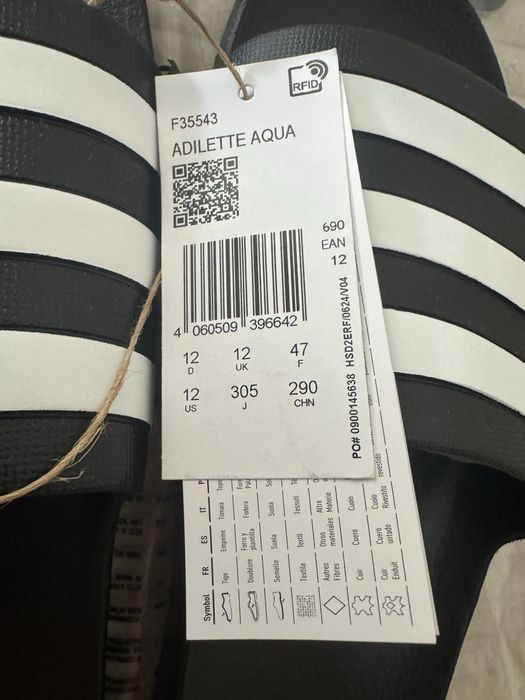 RFID
F35543
ADILETTE AQUA
690
EAN
12
4 060509 396642
12 12 47
D UK F
12 305 290
US J CHN
PO# 0900145638 HSD2ERF/0624/V04
Symbol
FR Tige Doublure Semelle Textile Autres Fibres Cuir Cuir Enduit
ES Empeine Forro y plantilla Suela Textil Otros materiales Cuero Cuero untado
IT Tomaia Fodera Suola Tessuti Altre Materie Cuoio Cuoio Rivestito
revestido